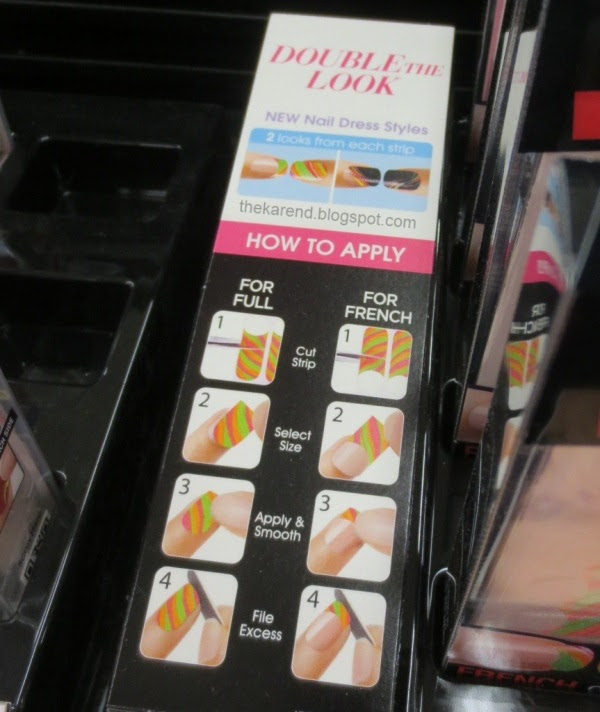 DOUBLE THE
LOOK
NEW Nail Dress Styles
2 looks from each strip
thekarend.blogspot.com
HOW TO APPLY
FOR FULL
FOR FRENCH
1
Cut Strip
1
2
Select Size
2
3
Apply & Smooth
3
4
File Excess
4
FRENCH